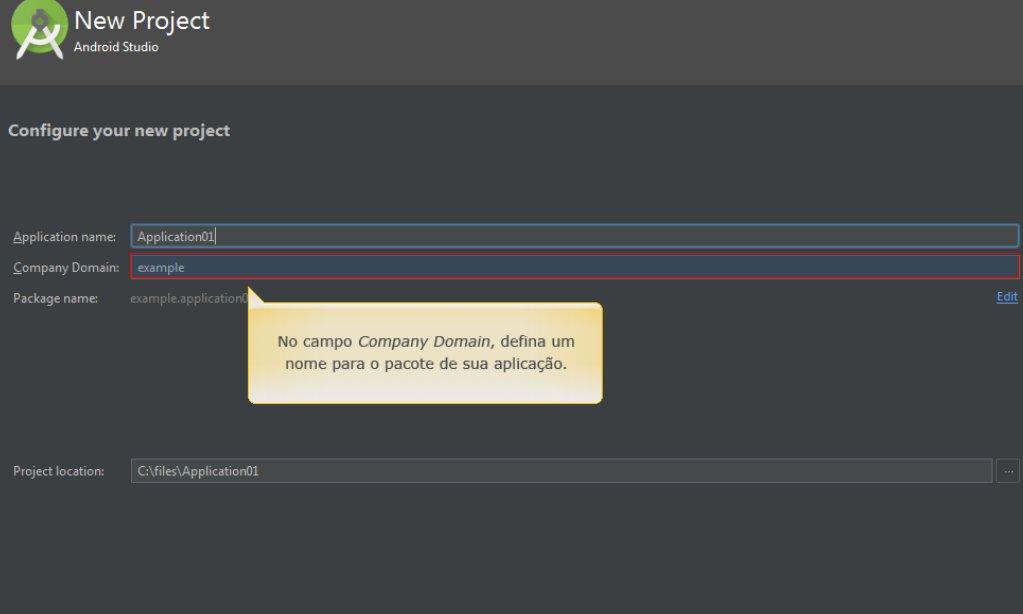 New Project
Android Studio
Configure your new project
Application name: Application01
Company Domain: example
Package name: example.application0 Edit
No campo Company Domain, defina um
nome para o pacote de sua aplicação.
Project location: C:\files\Application01 ...